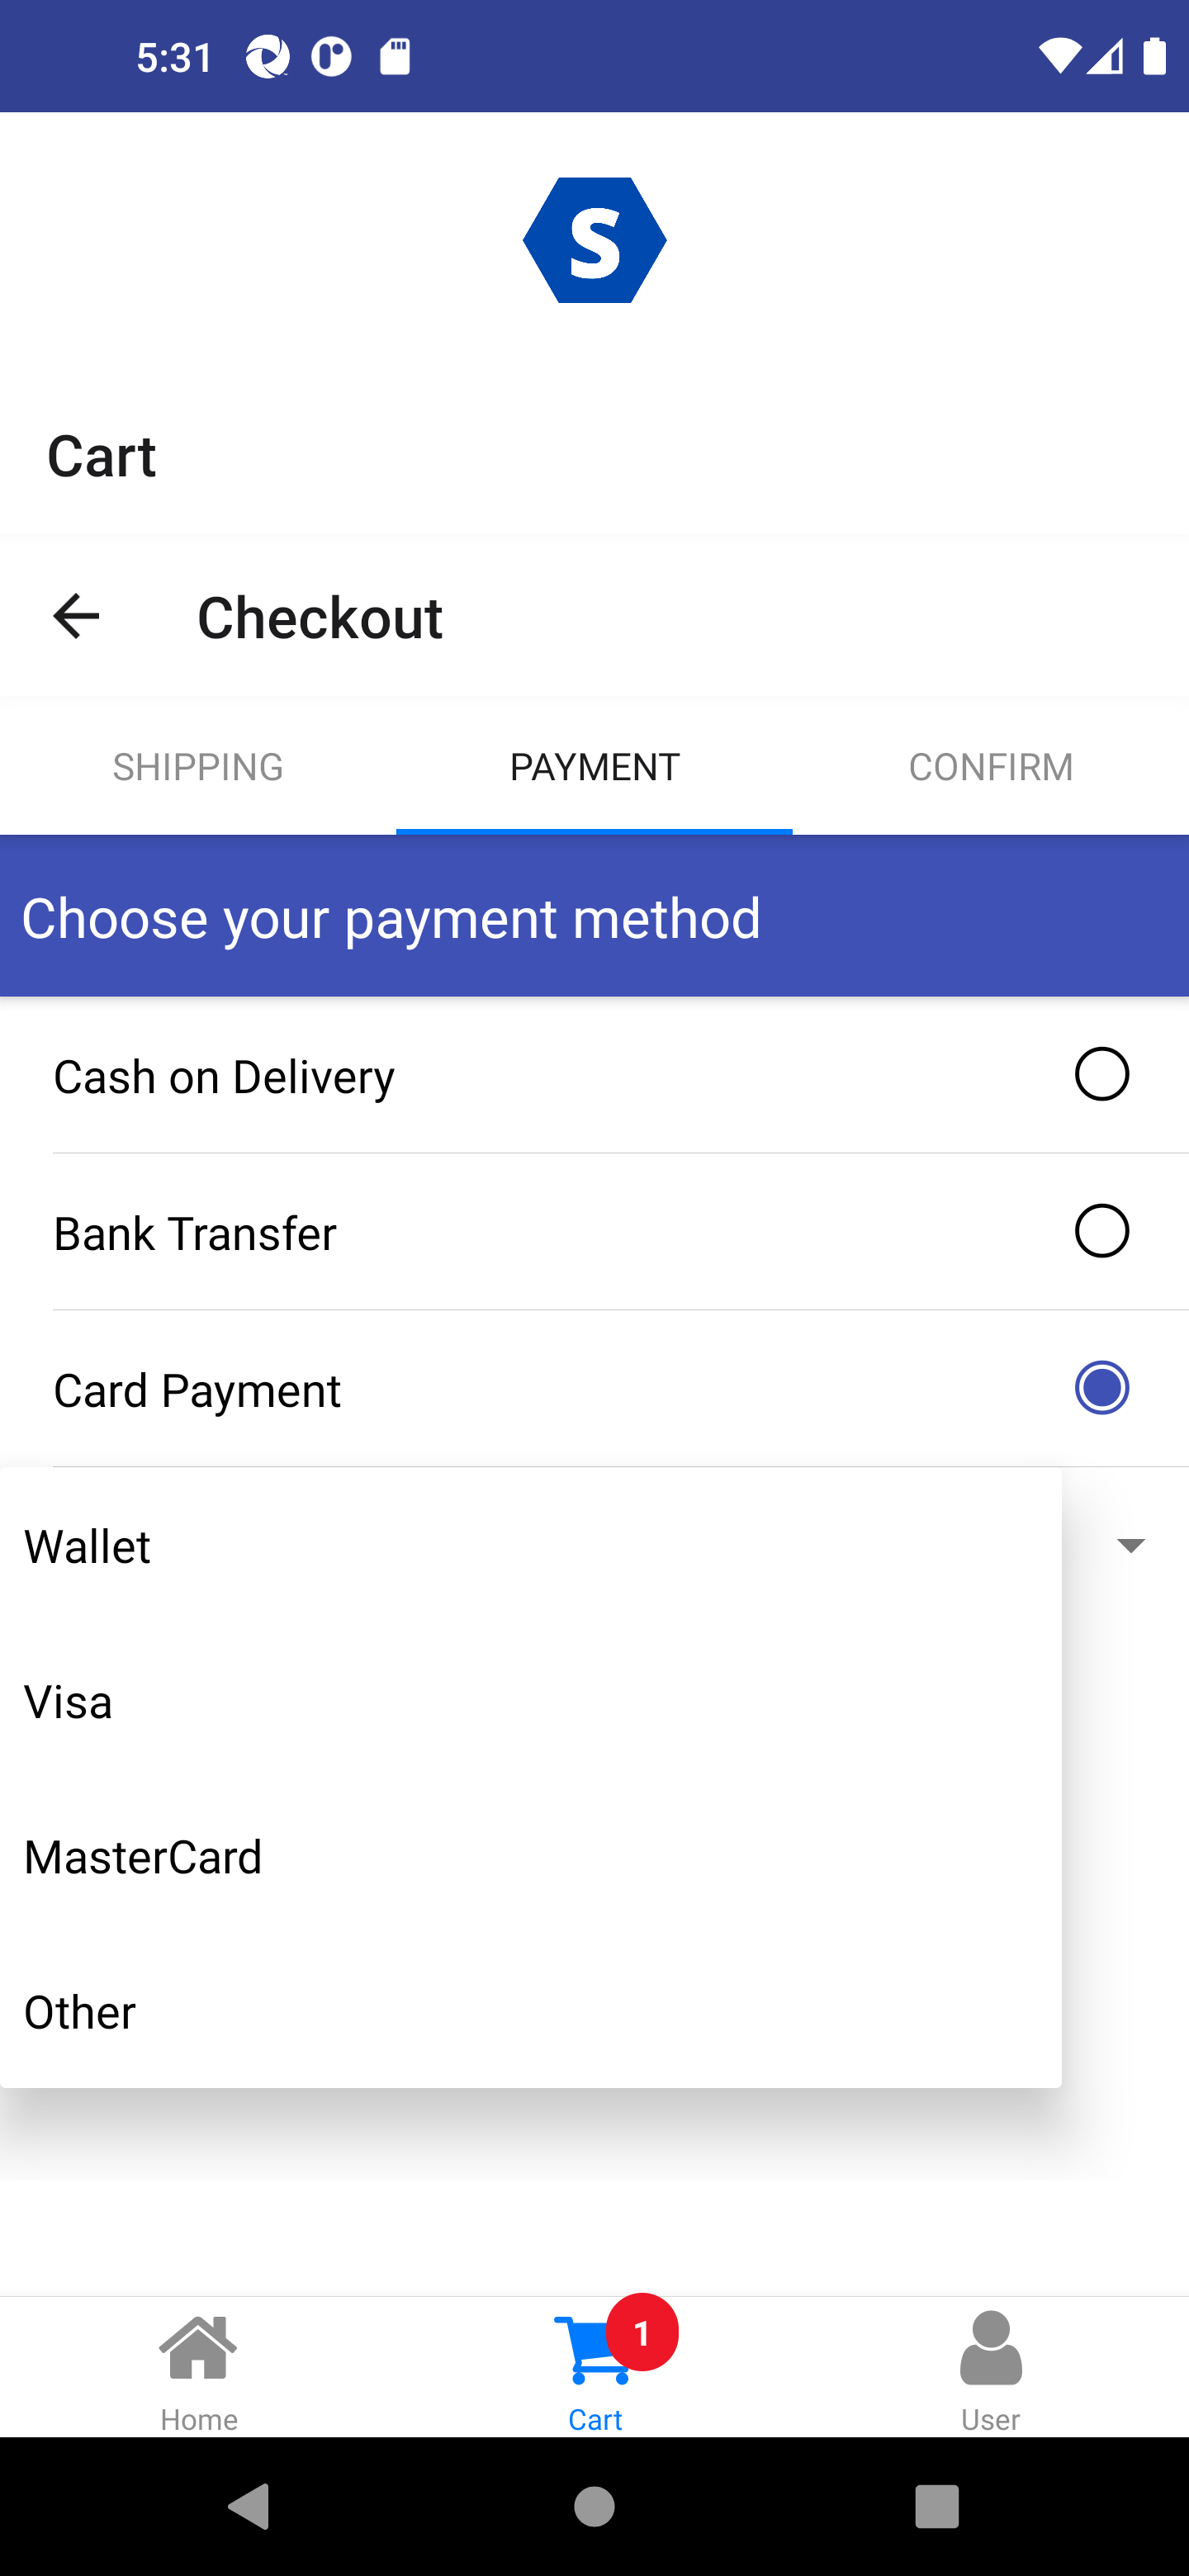 5:31
S
Cart
Checkout
SHIPPING PAYMENT CONFIRM
Choose your payment method
Cash on Delivery
Bank Transfer
Card Payment
Wallet
Visa
MasterCard
Other
1
Home Cart User